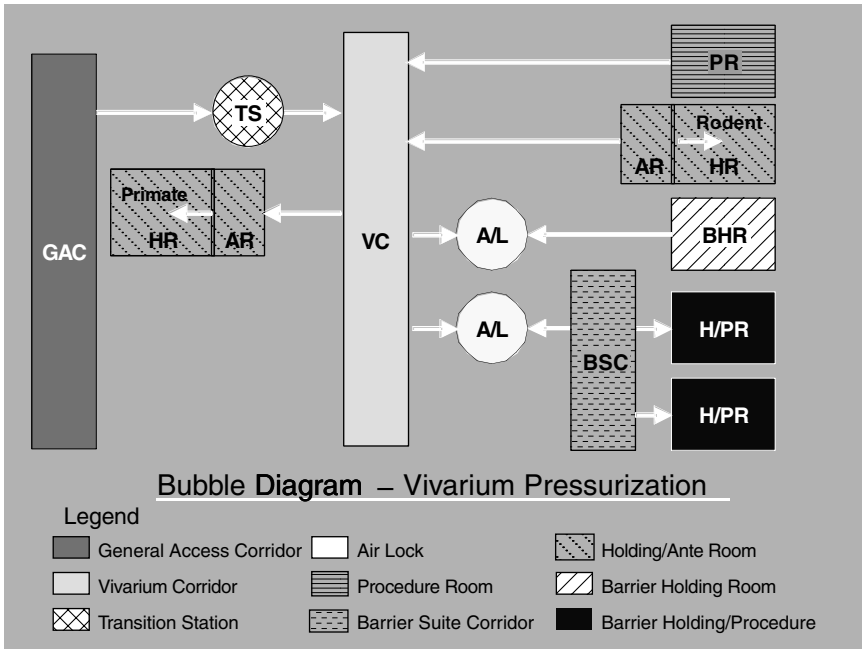 PR
TS
Rodent
AR HR
Primate
HR AR
GAC
VC
A/L
BHR
A/L
BSC
H/PR
H/PR
Bubble Diagram – Vivarium Pressurization
Legend
General Access Corridor
Air Lock
Holding/Ante Room
Vivarium Corridor
Procedure Room
Barrier Holding Room
Transition Station
Barrier Suite Corridor
Barrier Holding/Procedure